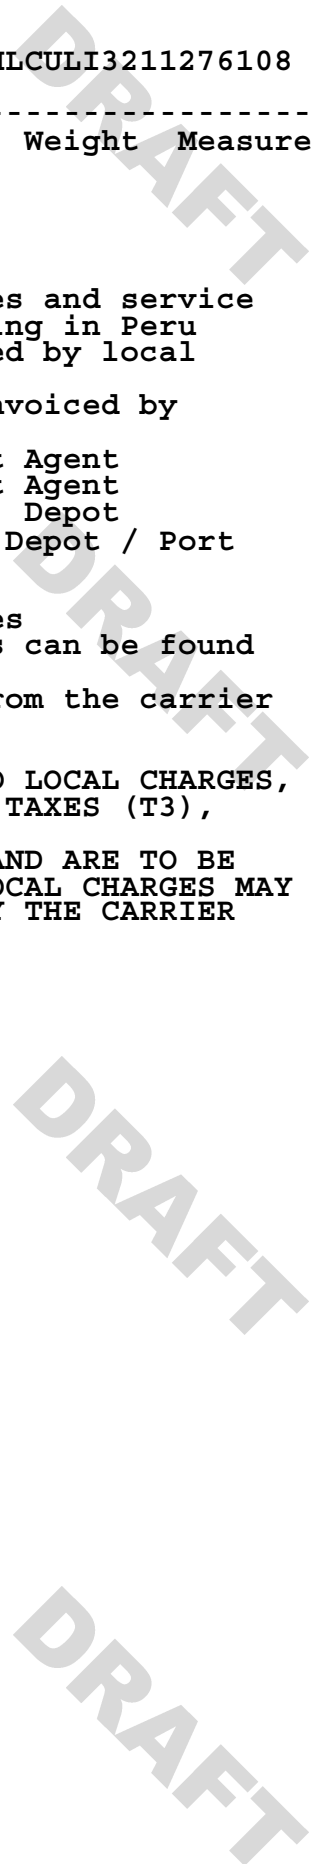 LCULI3211276108
----------------
Weight Measure
DRAFT
es and service
ing in Peru
ed by local
nvoiced by
t Agent
t Agent
Depot
Depot / Port
DRAFT
es
s can be found
rom the carrier
LOCAL CHARGES,
TAXES (T3),
AND ARE TO BE
OCAL CHARGES MAY
Y THE CARRIER
DRAFT
DRAFT